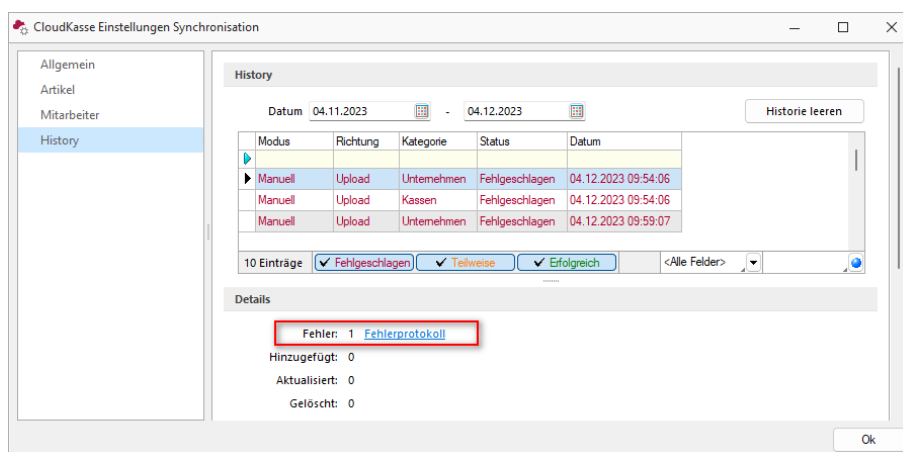 CloudKasse Einstellungen Synchronisation
Allgemein
Artikel
Mitarbeiter
History
History
Datum 04.11.2023 - 04.12.2023 Historie leeren
Modus Richtung Kategorie Status Datum
Manuell Upload Unternehmen Fehlgeschlagen 04.12.2023 09:54:06
Manuell Upload Kassen Fehlgeschlagen 04.12.2023 09:54:06
Manuell Upload Unternehmen Fehlgeschlagen 04.12.2023 09:59:07
10 Einträge Fehlgeschlagen Teilweise Erfolgreich <Alle Felder>
Details
Fehler: 1 Fehlerprotokoll
Hinzugefügt: 0
Aktualisiert: 0
Gelöscht: 0
Ok